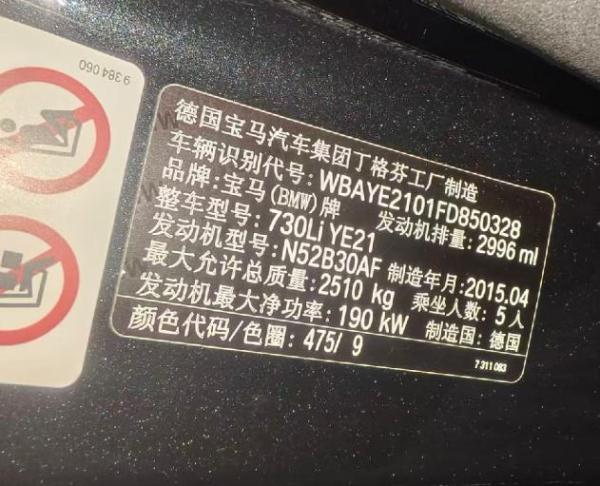 9 384 060
德国宝马汽车集团丁格芬工厂制造
车辆识别代号: WBAYE2101FD850328
品牌: 宝马(BMW)牌 发动机排量: 2996 ml
整车型号: 730Li YE21
发动机型号: N52B30AF 制造年月: 2015.04
最大允许总质量: 2510 kg 乘坐人数: 5人
发动机最大净功率: 190 kW 制造国: 德国
颜色代码/色圈: 475/ 9
7 311 083